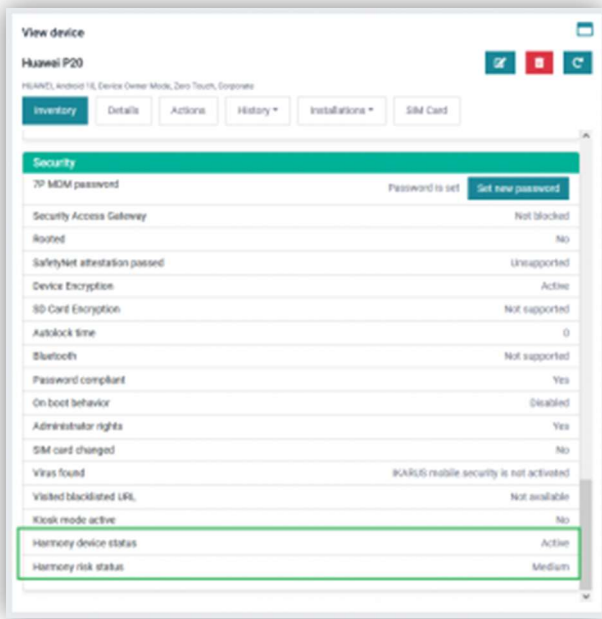 View device
Huawei P20
HUAWEI, Android 10, Device Owner Mode, Zero Touch, Corporate
Inventory Details Actions History Installations SIM Card
Security
7P MDM password Password is set Set new password
Security Access Gateway Not blocked
Rooted No
SafetyNet attestation passed Unsupported
Device Encryption Active
SD Card Encryption Not supported
Autolock time 0
Bluetooth Not supported
Password compliant Yes
On boot behavior Disabled
Administrator rights Yes
SIM card changed No
Virus found IKARUS mobile security is not activated
Visited blacklisted URL Not available
Kiosk mode active No
Harmony device status Active
Harmony risk status Medium